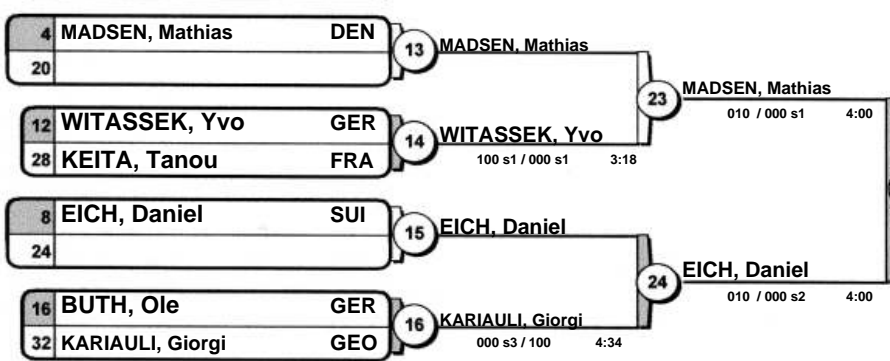 4 MADSEN, Mathias DEN
20
13 MADSEN, Mathias
12 WITASSEK, Yvo GER
28 KEITA, Tanou FRA
14 WITASSEK, Yvo
100 s1 / 000 s1 3:18
23 MADSEN, Mathias
010 / 000 s1 4:00
8 EICH, Daniel SUI
24
15 EICH, Daniel
16 BUTH, Ole GER
32 KARIAULI, Giorgi GEO
16 KARIAULI, Giorgi
000 s3 / 100 4:34
24 EICH, Daniel
010 / 000 s2 4:00